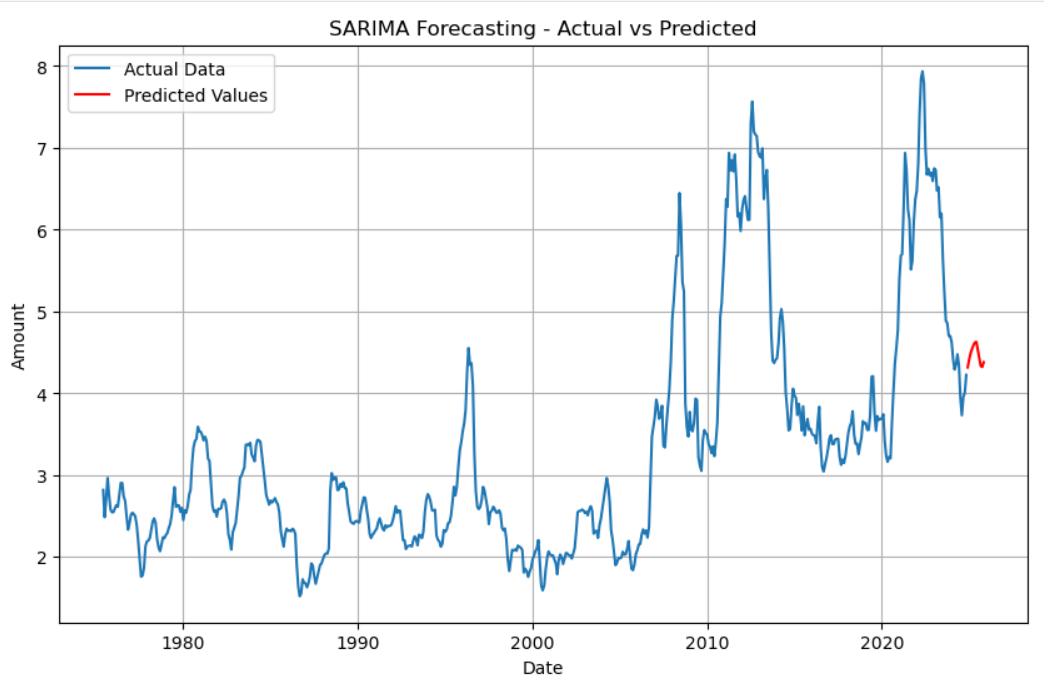 SARIMA Forecasting - Actual vs Predicted
Actual Data
Predicted Values
8
7
6
5
4
3
2
Amount
1980
1990
2000
2010
2020
Date